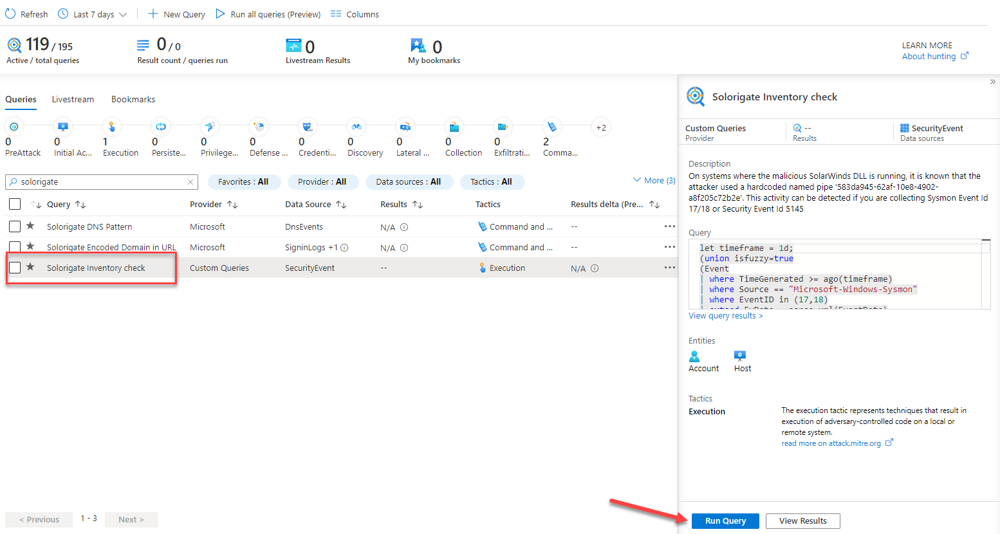 Refresh Last 7 days New Query Run all queries (Preview) Columns
119 / 195
Active / total queries
0 / 0
Result count / queries run
0
Livestream Results
0
My bookmarks
LEARN MORE
About hunting
Queries Livestream Bookmarks
0
PreAttack
0
Initial Ac...
1
Execution
0
Persiste...
0
Privilege...
0
Defense ...
0
Credenti...
0
Discovery
0
Lateral ...
0
Collection
0
Exfiltrati...
2
Comma...
+2
solorigate
Favorites : All Provider : All Data sources : All Tactics : All More (3)
Query Provider Data Source Results Tactics Results delta (Pre...
Solorigate DNS Pattern Microsoft DnsEvents N/A Command and ... -- ...
Solorigate Encoded Domain in URL Microsoft SigninLogs +1 N/A Command and ... -- ...
Solorigate Inventory check Custom Queries SecurityEvent -- Execution N/A ...
< Previous 1 - 3 Next >
Solorigate Inventory check
Custom Queries
Provider
--
Results
SecurityEvent
Data sources
Description
On systems where the malicious SolarWinds DLL is running, it is known that the
attacker used a hardcoded named pipe '583da945-62af-10e8-4902-
a8f205c72b2e'. This activity can be detected if you are collecting Sysmon Event Id
17/18 or Security Event Id 5145
Query
let timeframe = 1d;
(union isfuzzy=true
(Event
| where TimeGenerated >= ago(timeframe)
| where Source == "Microsoft-Windows-Sysmon"
| where EventID in (17,18)
View query results >
Entities
Account Host
Tactics
Execution
The execution tactic represents techniques that result in
execution of adversary-controlled code on a local or
remote system.
read more on attack.mitre.org
Run Query View Results